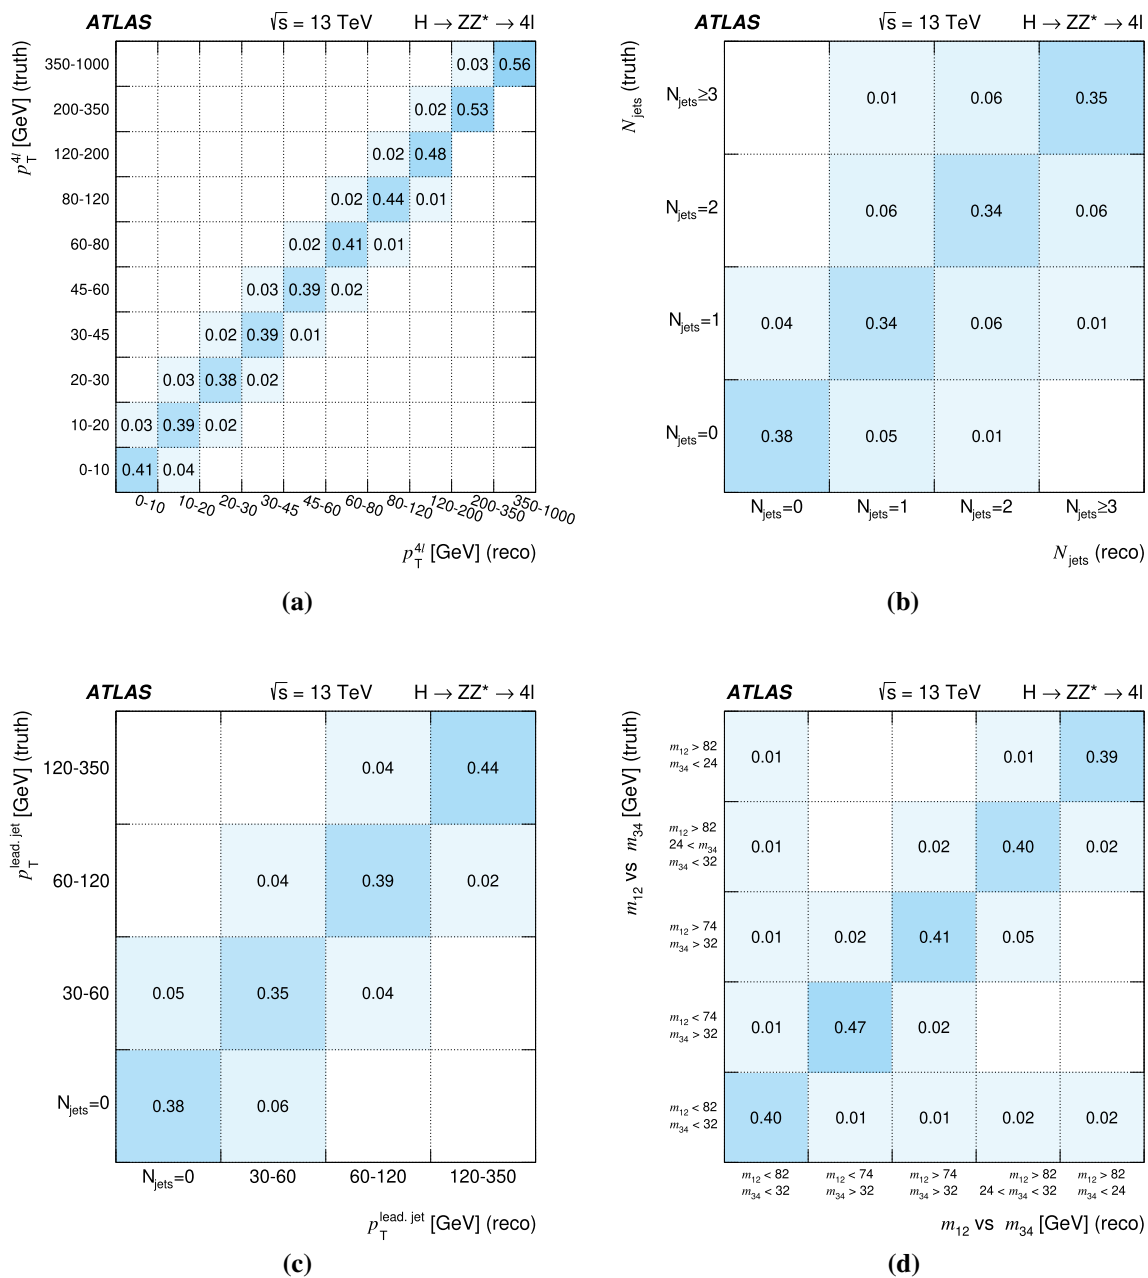 ATLAS √s = 13 TeV H → ZZ* → 4l
p_T^4l [GeV] (truth)
350-1000 0.03 0.56
200-350 0.02 0.53
120-200 0.02 0.48
80-120 0.02 0.44 0.01
60-80 0.02 0.41 0.01
45-60 0.03 0.39 0.02
30-45 0.02 0.39 0.01
20-30 0.03 0.38 0.02
10-20 0.03 0.39 0.02
0-10 0.41 0.04
0-10 10-20 20-30 30-45 45-60 60-80 80-120 120-200 200-350 350-1000
p_T^4l [GeV] (reco)
(a)
ATLAS √s = 13 TeV H → ZZ* → 4l
N_jets (truth)
N_jets≥3 0.01 0.06 0.35
N_jets=2 0.06 0.34 0.06
N_jets=1 0.04 0.34 0.06 0.01
N_jets=0 0.38 0.05 0.01
N_jets=0 N_jets=1 N_jets=2 N_jets≥3
N_jets (reco)
(b)
ATLAS √s = 13 TeV H → ZZ* → 4l
p_T^lead. jet [GeV] (truth)
120-350 0.04 0.44
60-120 0.04 0.39 0.02
30-60 0.05 0.35 0.04
N_jets=0 0.38 0.06
N_jets=0 30-60 60-120 120-350
p_T^lead. jet [GeV] (reco)
(c)
ATLAS √s = 13 TeV H → ZZ* → 4l
m_12 vs m_34 [GeV] (truth)
m_12 > 82
m_34 < 24
0.01 0.01 0.39
m_12 > 82
24 < m_34
m_34 < 32
0.01 0.02 0.40 0.02
m_12 > 74
m_34 > 32
0.01 0.02 0.41 0.05
m_12 < 74
m_34 > 32
0.01 0.47 0.02
m_12 < 82
m_34 < 32
0.40 0.01 0.01 0.02 0.02
m_12 < 82 m_12 < 74 m_12 > 74 m_12 > 82 m_12 > 82
m_34 < 32 m_34 > 32 m_34 > 32 24 < m_34 < 32 m_34 < 24
m_12 vs m_34 [GeV] (reco)
(d)